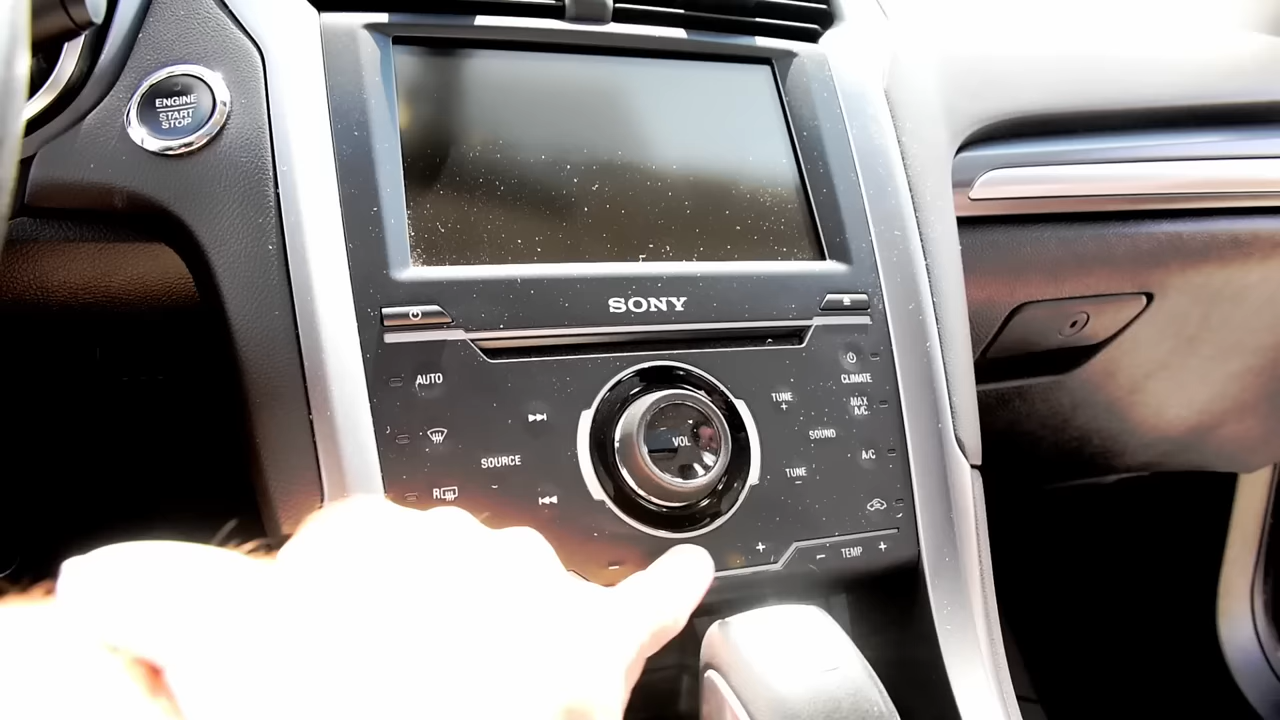 ENGINE
START
STOP
SONY
AUTO
CLIMATE
TUNE
+
MAX
A/C
VOL
SOUND
SOURCE
A/C
TUNE
-
R
+
-
- TEMP +